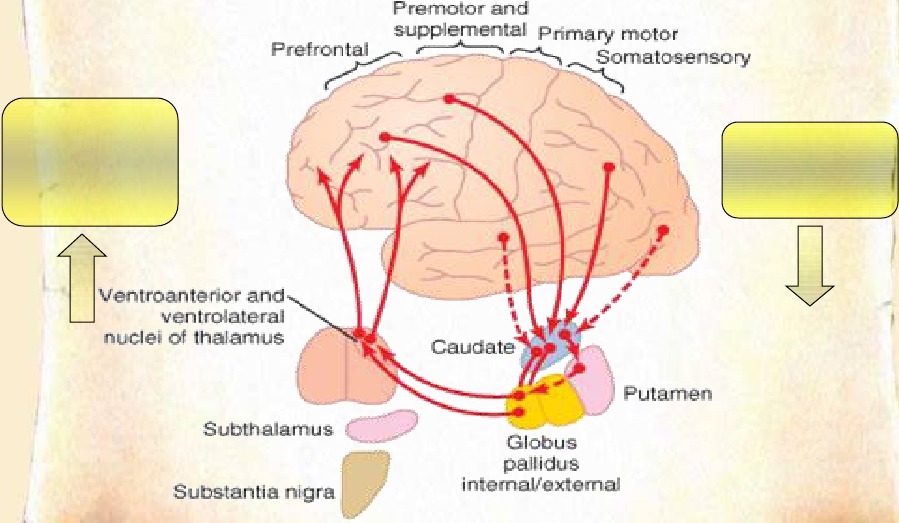 Premotor and
supplemental
Primary motor
Prefrontal
Somatosensory
Ventroanterior and
ventrolateral
nuclei of thalamus
Caudate
Putamen
Subthalamus
Globus
pallidus
internal/external
Substantia nigra